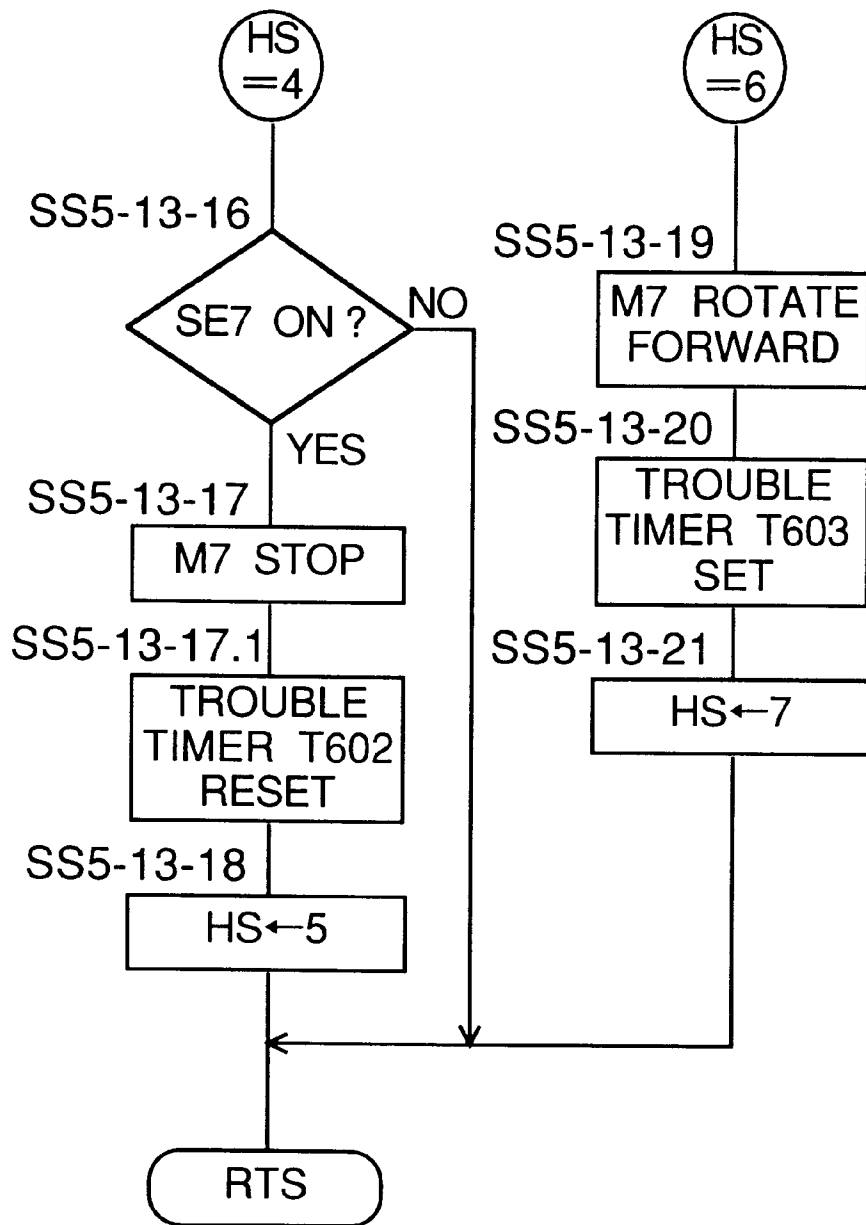 HS
=4
SS5-13-16
SE7 ON ?
NO
YES
SS5-13-17
M7 STOP
SS5-13-17.1
TROUBLE
TIMER T602
RESET
SS5-13-18
HS←5
HS
=6
SS5-13-19
M7 ROTATE
FORWARD
SS5-13-20
TROUBLE
TIMER T603
SET
SS5-13-21
HS←7
RTS